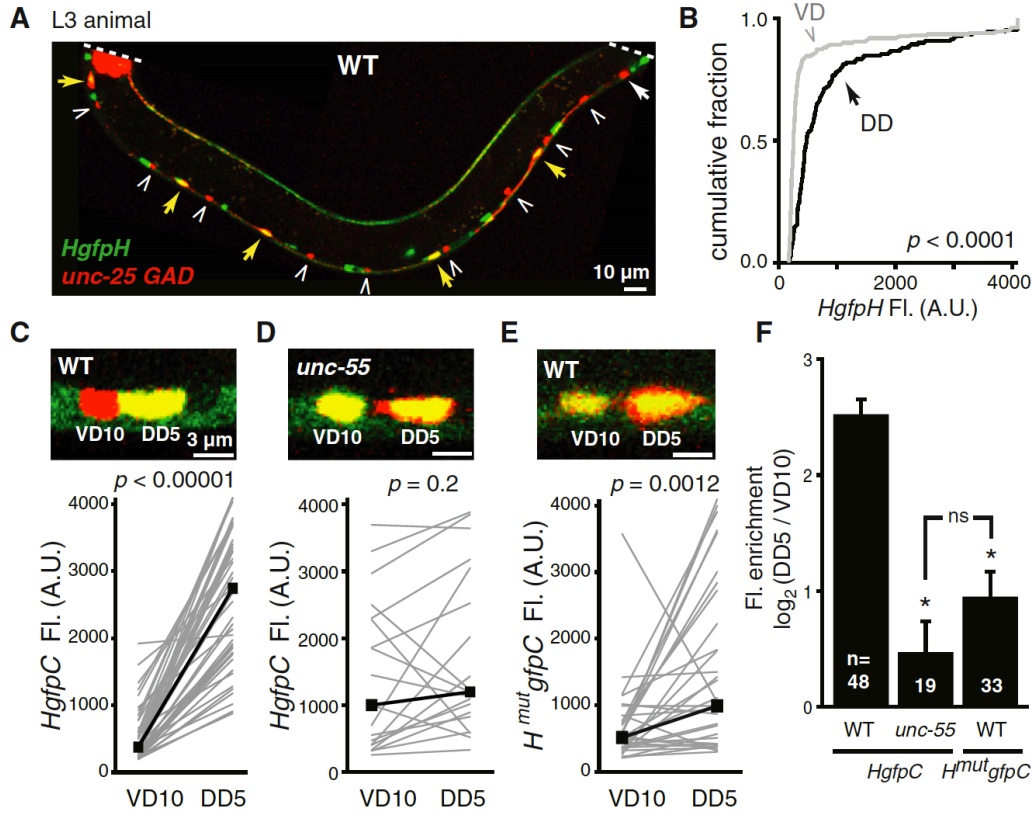 A L3 animal
WT
HgfpH
unc-25 GAD
10 μm
B
VD
DD
1.0
0.5
0.0
cumulative fraction
p < 0.0001
0 2000 4000
HgfpH Fl. (A.U.)
C
WT
VD10 DD5
3 μm
p < 0.00001
HgfpC Fl. (A.U.)
4000
3000
2000
1000
0
VD10 DD5
D
unc-55
VD10 DD5
p = 0.2
HgfpC Fl. (A.U.)
4000
3000
2000
1000
0
VD10 DD5
E
WT
VD10 DD5
p = 0.0012
H mut gfpC Fl. (A.U.)
4000
3000
2000
1000
0
VD10 DD5
F
Fl. enrichment
log2 (DD5 / VD10)
3
2
1
0
ns
* *
n=
48 19 33
WT unc-55 WT
HgfpC HmutgfpC